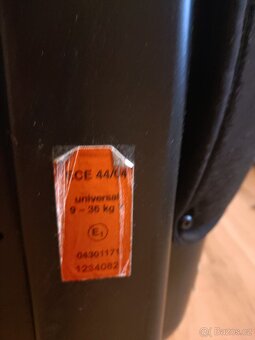 ECE 44/04
universal
9 – 36 kg
E1
04301171
1234082
bazos.cz